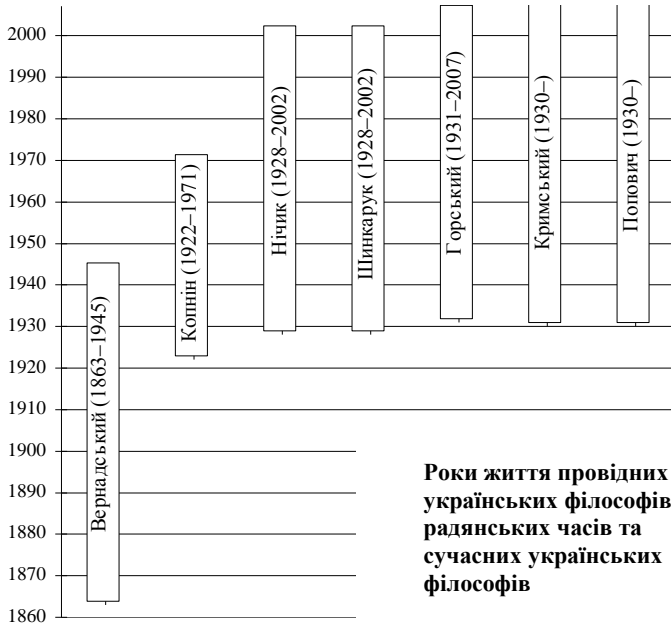 2000
1990
1980
1970
1960
1950
1940
1930
1920
1910
1900
1890
1880
1870
1860
Вернадський (1863–1945)
Копнін (1922–1971)
Нічик (1928–2002)
Шинкарук (1928–2002)
Горський (1931–2007)
Кримський (1930–)
Попович (1930–)
Роки життя провідних
українських філософів
радянських часів та
сучасних українських
філософів